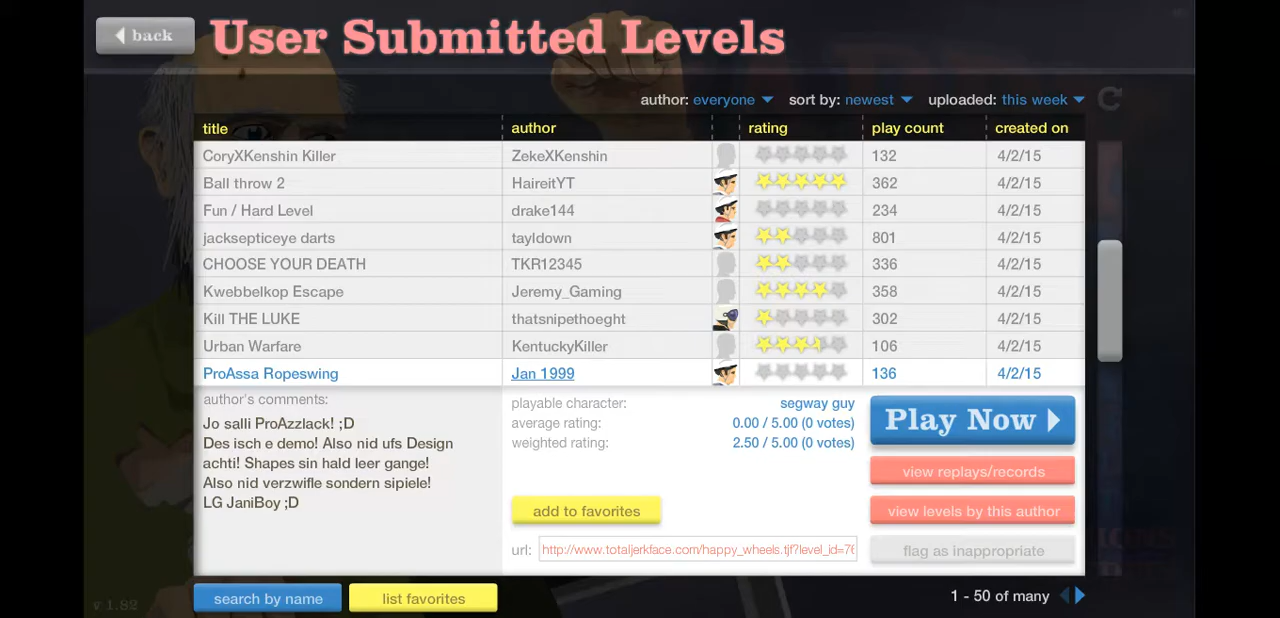 back
User Submitted Levels
author: everyone sort by: newest uploaded: this week
title author rating play count created on
CoryXKenshin Killer ZekeXKenshin 132 4/2/15
Ball throw 2 HaireitYT 362 4/2/15
Fun / Hard Level drake144 234 4/2/15
jacksepticeye darts tayldown 801 4/2/15
CHOOSE YOUR DEATH TKR12345 336 4/2/15
Kwebbelkop Escape Jeremy_Gaming 358 4/2/15
Kill THE LUKE thatsnipethoeght 302 4/2/15
Urban Warfare KentuckyKiller 106 4/2/15
ProAssa Ropeswing Jan 1999 136 4/2/15
author's comments:
Jo salli ProAzzlack! ;D
Des isch e demo! Also nid ufs Design
achti! Shapes sin hald leer gange!
Also nid verzwifle sondern sipiele!
LG JaniBoy ;D
playable character: segway guy
average rating: 0.00 / 5.00 (0 votes)
weighted rating: 2.50 / 5.00 (0 votes)
add to favorites
url: http://www.totaljerkface.com/happy_wheels.tjf?level_id=7
Play Now
view replays/records
view levels by this author
flag as inappropriate
search by name
list favorites
1 - 50 of many
v 1.82